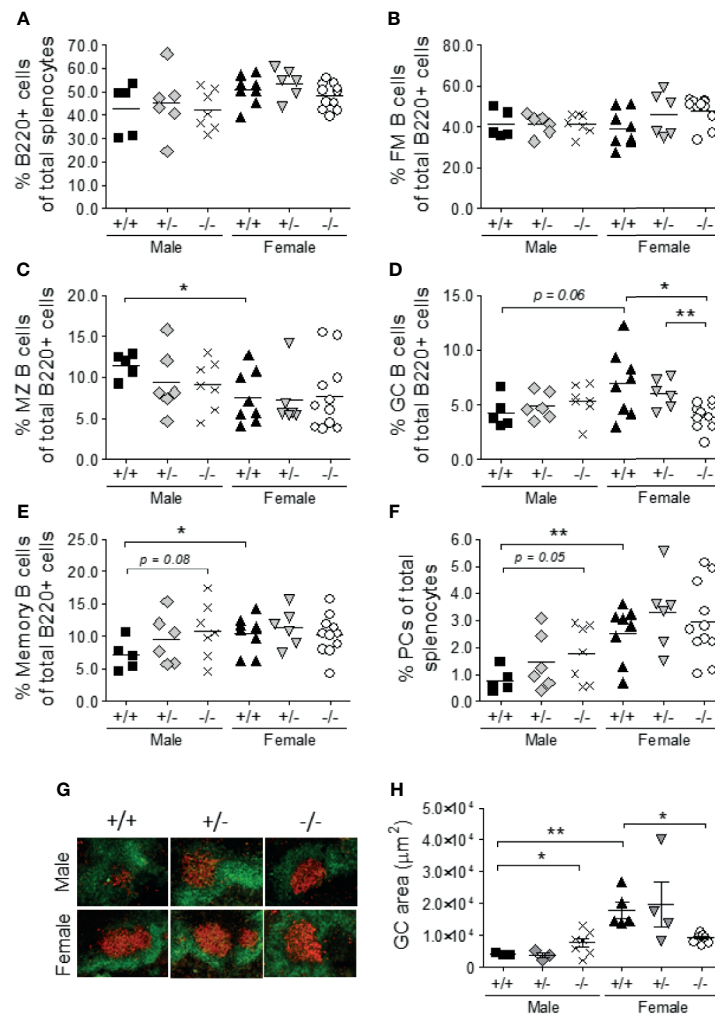 A
% B220+ cells
of total splenocytes
70.0
60.0
50.0
40.0
30.0
20.0
10.0
0.0
+/+ +/- -/- +/+ +/- -/-
Male Female
B
% FM B cells
of total B220+ cells
80.0
60.0
40.0
20.0
0.0
+/+ +/- -/- +/+ +/- -/-
Male Female
C
% MZ B cells
of total B220+ cells
20.0
15.0
10.0
5.0
0.0
*
+/+ +/- -/- +/+ +/- -/-
Male Female
D
% GC B cells
of total B220+ cells
15.0
10.0
5.0
0.0
p = 0.06
*
**
+/+ +/- -/- +/+ +/- -/-
Male Female
E
% Memory B cells
of total B220+ cells
25.0
20.0
15.0
10.0
5.0
0.0
*
p = 0.08
+/+ +/- -/- +/+ +/- -/-
Male Female
F
% PCs of total
splenocytes
6.0
5.0
4.0
3.0
2.0
1.0
0.0
**
p = 0.05
+/+ +/- -/- +/+ +/- -/-
Male Female
G
+/+ +/- -/-
Male
Female
H
GC area (μm²)
5.0×10⁴
4.0×10⁴
3.0×10⁴
2.0×10⁴
1.0×10⁴
0.0
**
*
*
+/+ +/- -/- +/+ +/- -/-
Male Female